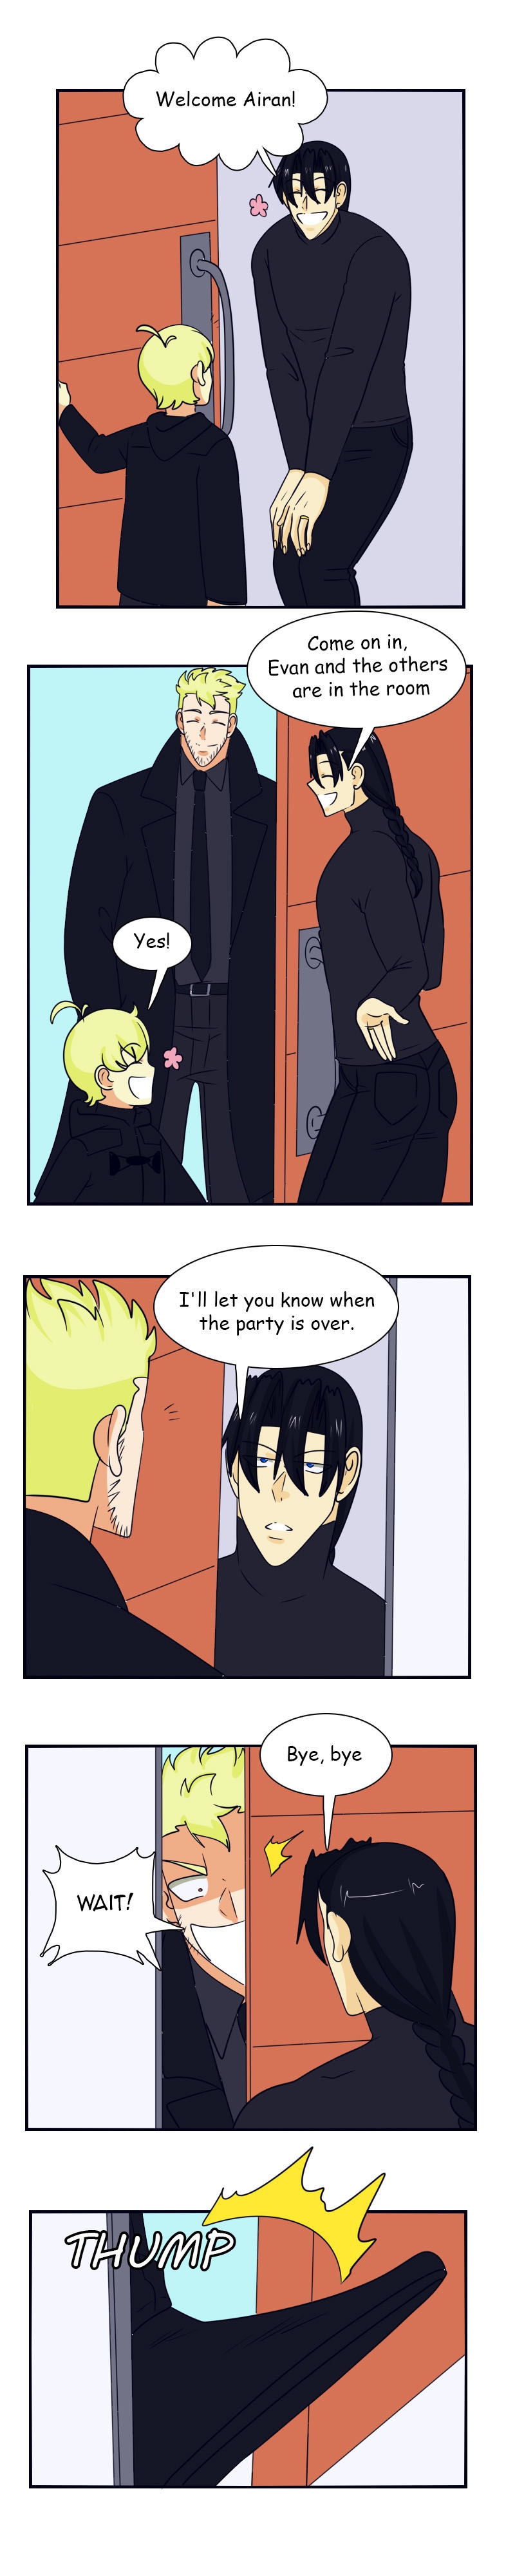 Welcome Airan!
Come on in,
Evan and the others
are in the room
Yes!
I'll let you know when
the party is over.
Bye, bye
WAIT!
THUMP